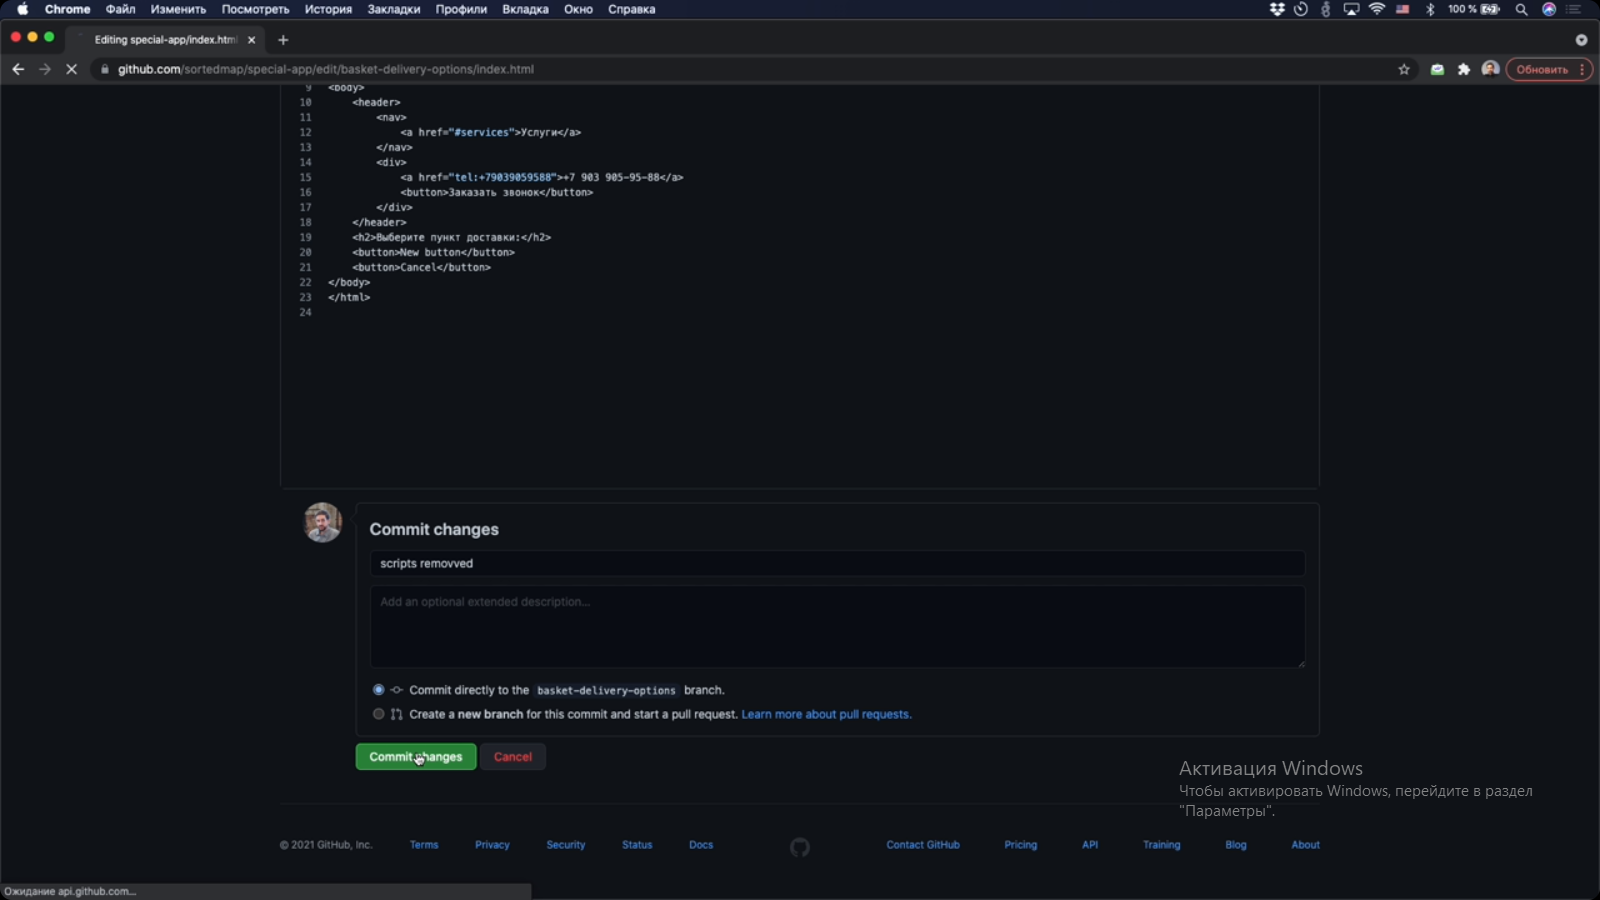 Chrome Файл Изменить Посмотреть История Закладки Профили Вкладка Окно Справка 100 %
Editing special-app/index.html
github.com/sortedmap/special-app/edit/basket-delivery-options/index.html Обновить
9 <body>
10 <header>
11 <nav>
12 <a href="#services">Услуги</a>
13 </nav>
14 <div>
15 <a href="tel:+79039059588">+7 903 905-95-88</a>
16 <button>Заказать звонок</button>
17 </div>
18 </header>
19 <h2>Выберите пункт доставки:</h2>
20 <button>New button</button>
21 <button>Cancel</button>
22 </body>
23 </html>
24
Commit changes
scripts removved
Add an optional extended description...
Commit directly to the basket-delivery-options branch.
Create a new branch for this commit and start a pull request. Learn more about pull requests.
Commit changes Cancel
Активация Windows
Чтобы активировать Windows, перейдите в раздел
"Параметры".
© 2021 GitHub, Inc. Terms Privacy Security Status Docs Contact GitHub Pricing API Training Blog About
Ожидание api.github.com...